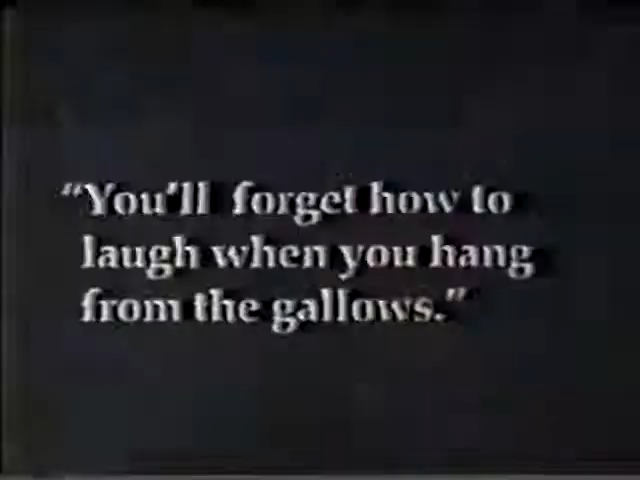 “You’ll forget how to
laugh when you hang
from the gallows.”